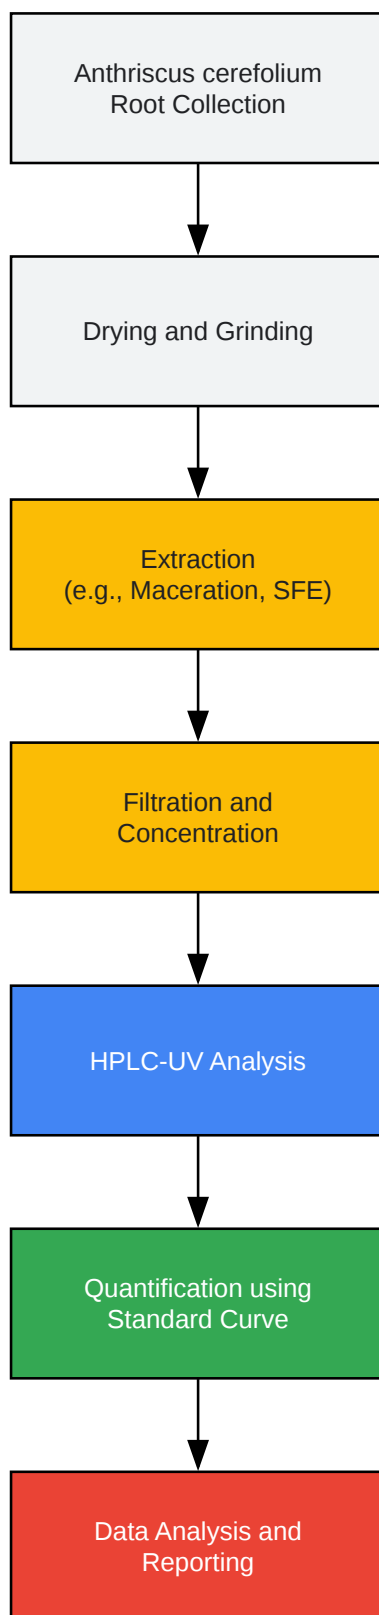 Anthriscus cerefolium
Root Collection
Drying and Grinding
Extraction
(e.g., Maceration, SFE)
Filtration and
Concentration
HPLC-UV Analysis
Quantification using
Standard Curve
Data Analysis and
Reporting